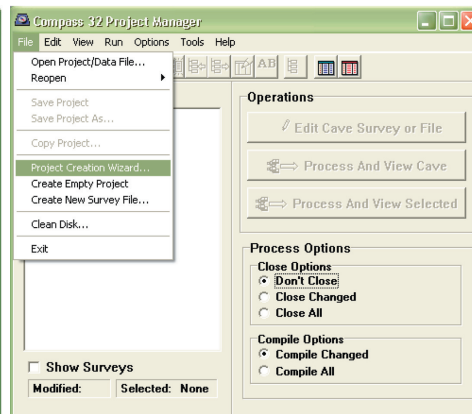 Compass 32 Project Manager
File Edit View Run Options Tools Help
Open Project/Data File...
Reopen
Save Project
Save Project As...
Copy Project...
Project Creation Wizard...
Create Empty Project
Create New Survey File...
Clean Disk...
Exit
AB
Operations
Edit Cave Survey or File
Process And View Cave
Process And View Selected
Process Options
Close Options
Don't Close
Close Changed
Close All
Compile Options
Compile Changed
Compile All
Show Surveys
Modified: Selected: None